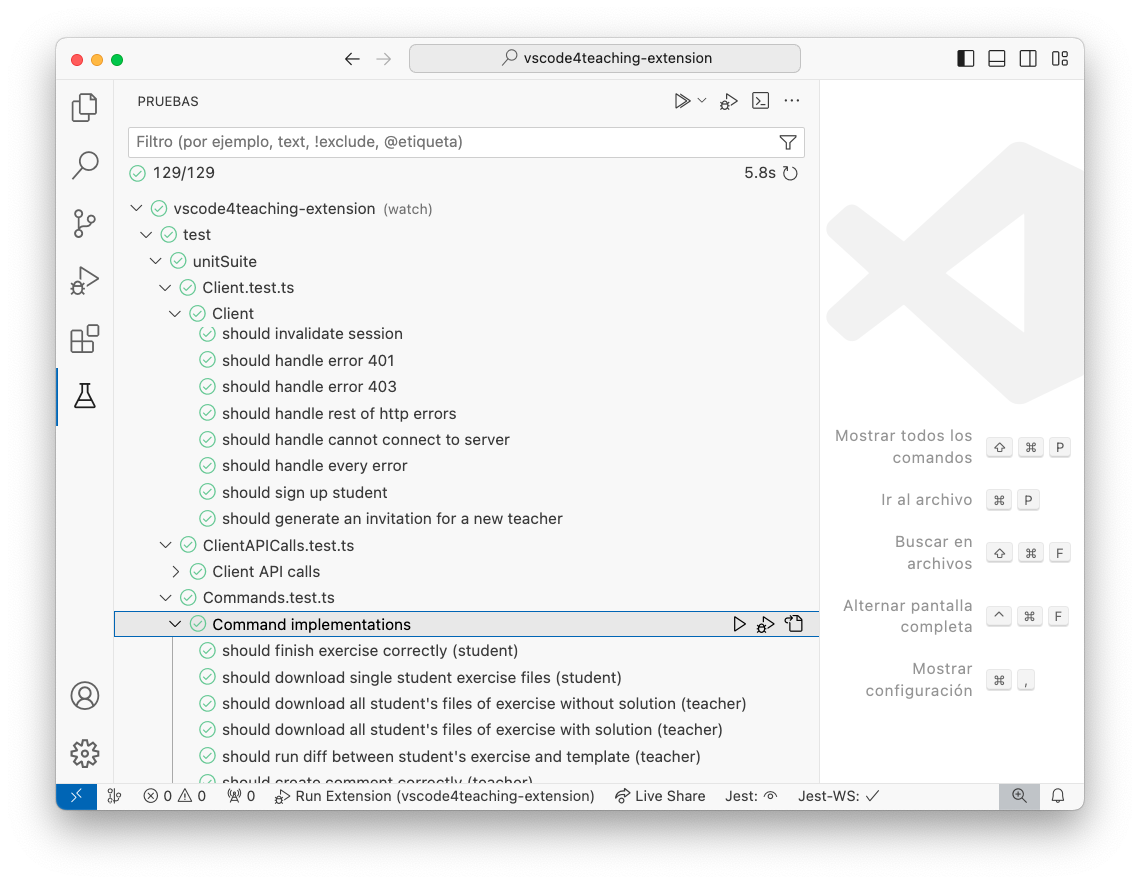 vscode4teaching-extension
PRUEBAS
Filtro (por ejemplo, text, !exclude, @etiqueta)
129/129
5.8s
vscode4teaching-extension (watch)
test
unitSuite
Client.test.ts
Client
should invalidate session
should handle error 401
should handle error 403
should handle rest of http errors
should handle cannot connect to server
should handle every error
should sign up student
should generate an invitation for a new teacher
ClientAPICalls.test.ts
Client API calls
Commands.test.ts
Command implementations
should finish exercise correctly (student)
should download single student exercise files (student)
should download all student's files of exercise without solution (teacher)
should download all student's files of exercise with solution (teacher)
should run diff between student's exercise and template (teacher)
should create comment correctly (teacher)
Mostrar todos los
comandos
⇧ ⌘ P
Ir al archivo
⌘ P
Buscar en
archivos
⇧ ⌘ F
Alternar pantalla
completa
^ ⌘ F
Mostrar
configuración
⌘ ,
0 0
0
Run Extension (vscode4teaching-extension)
Live Share
Jest:
Jest-WS: ✓